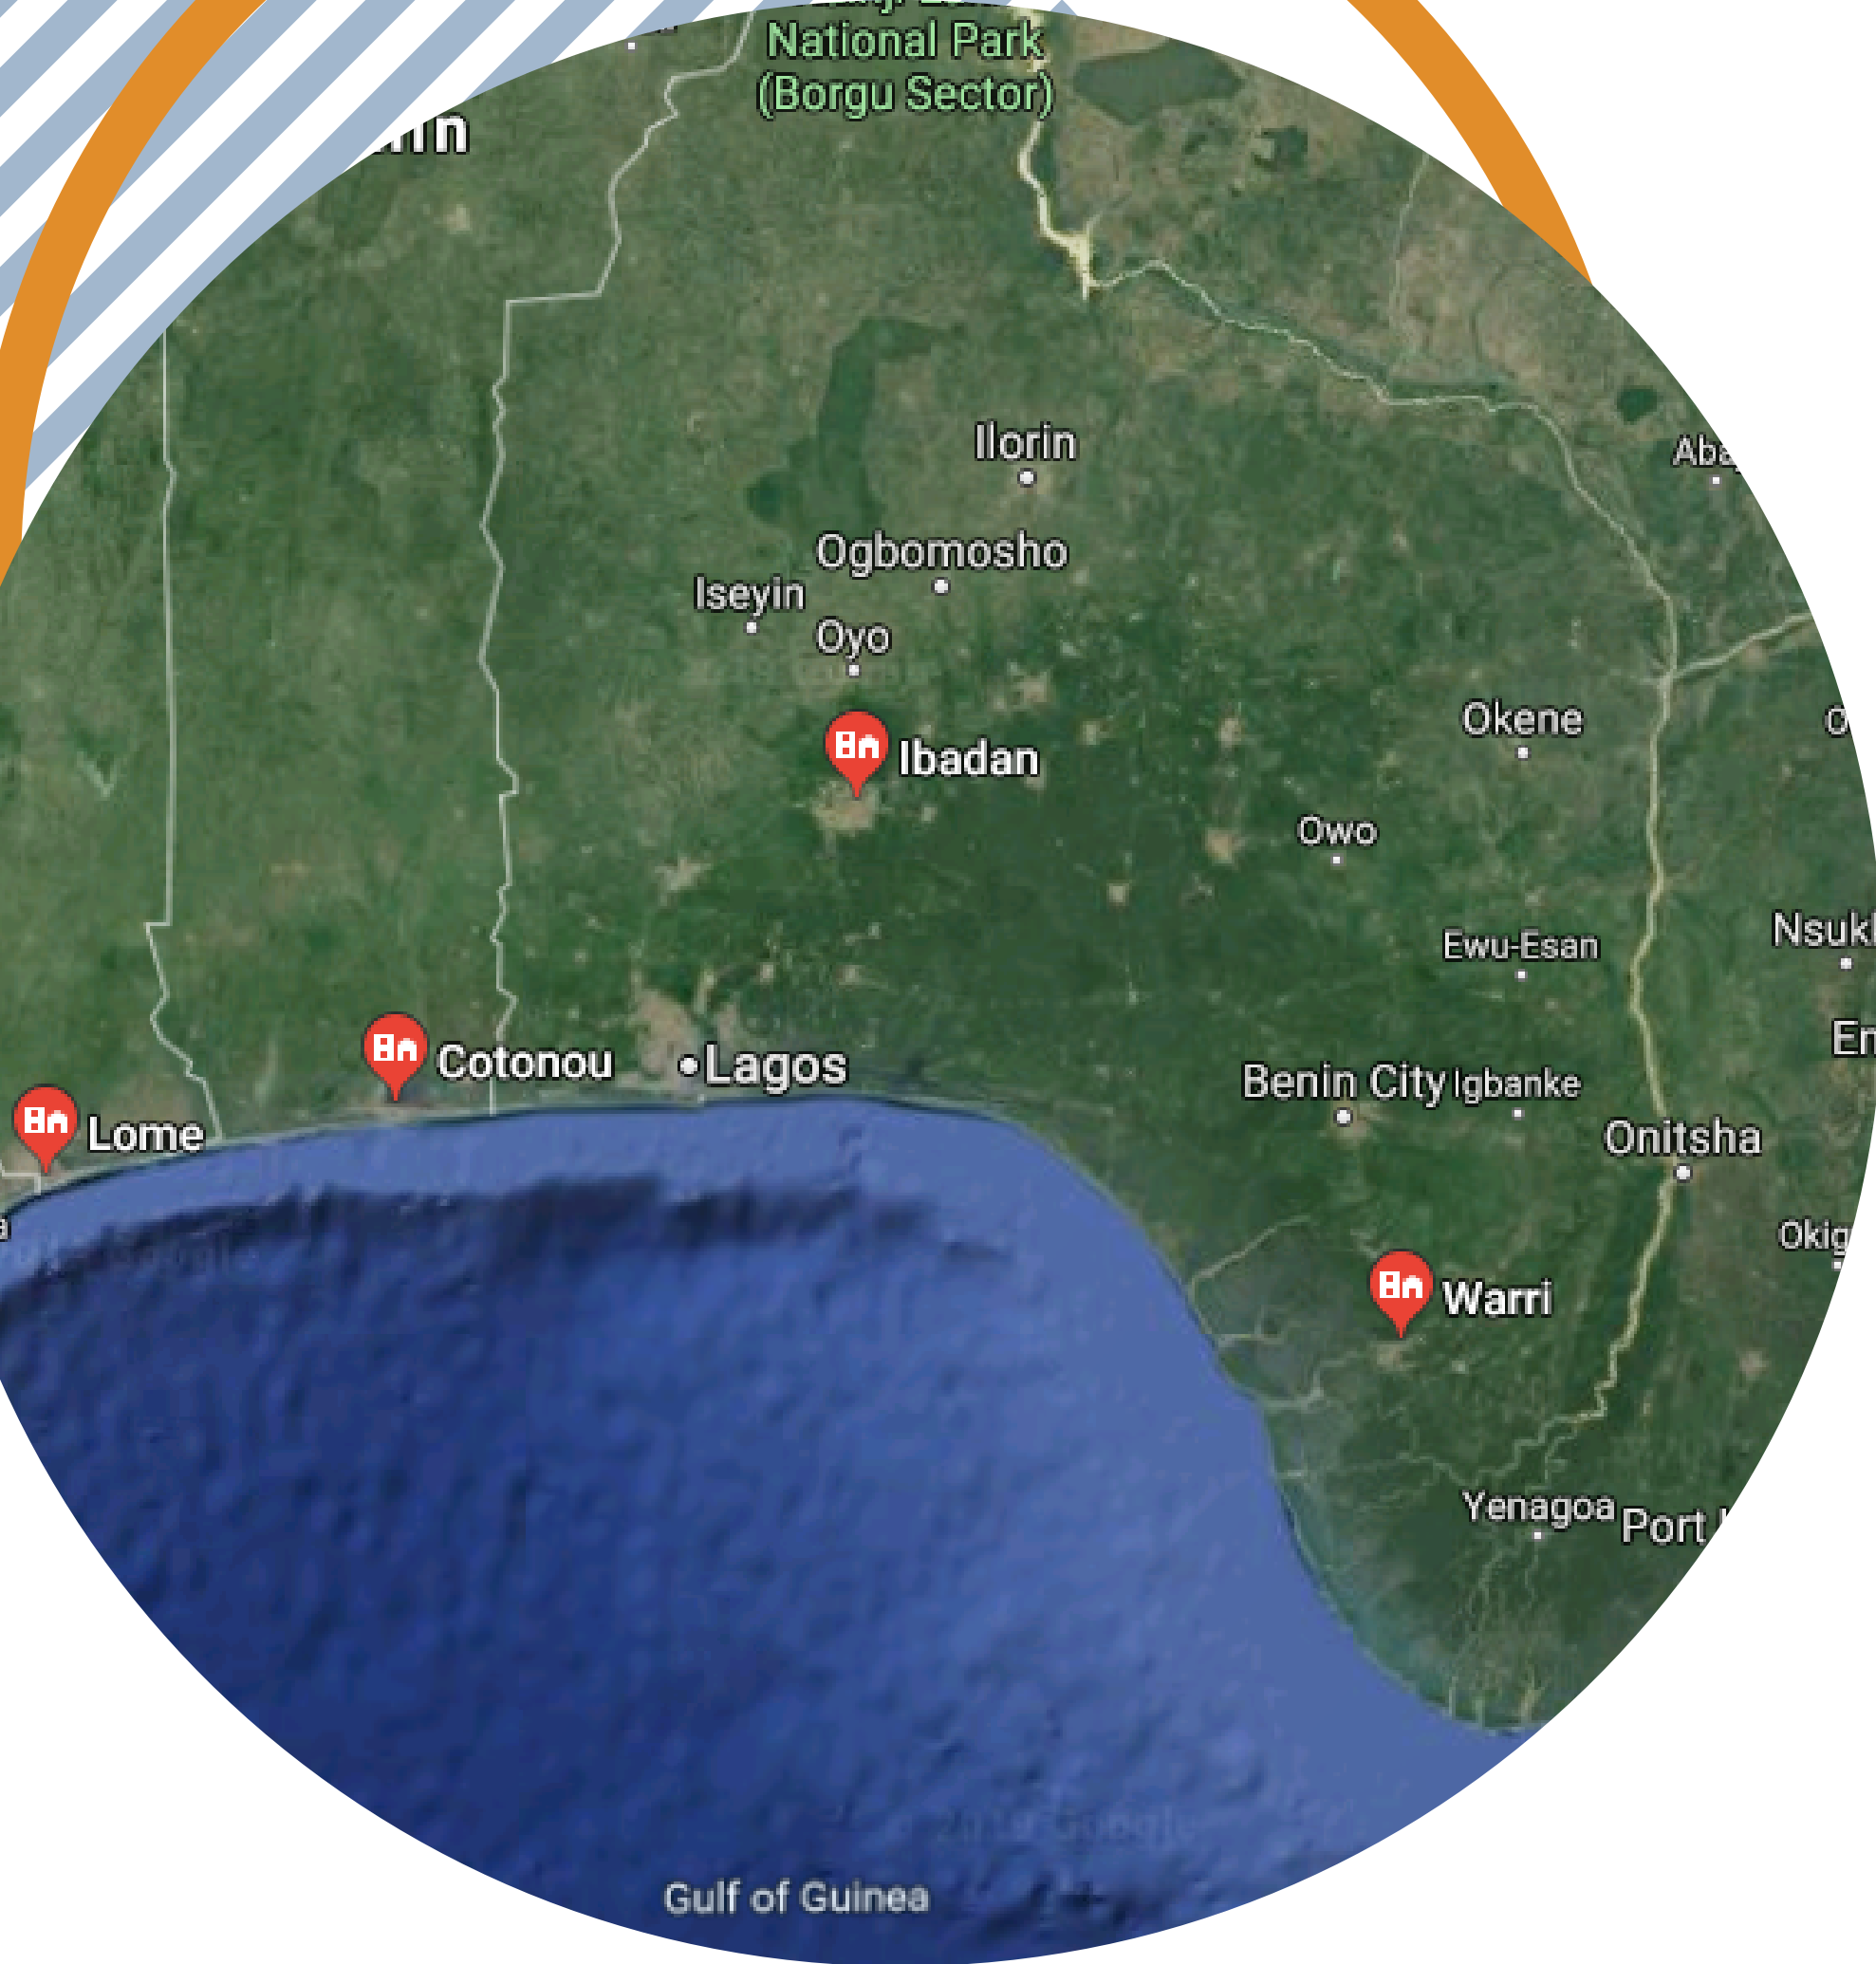 National Park
(Borgu Sector)
Ilorin
Ogbomosho
Iseyin
Oyo
Ibadan
Okene
Owo
Ewu-Esan
Cotonou
Lagos
Lome
Benin City
Igbanke
Onitsha
Warri
Yenagoa
Port
Gulf of Guinea